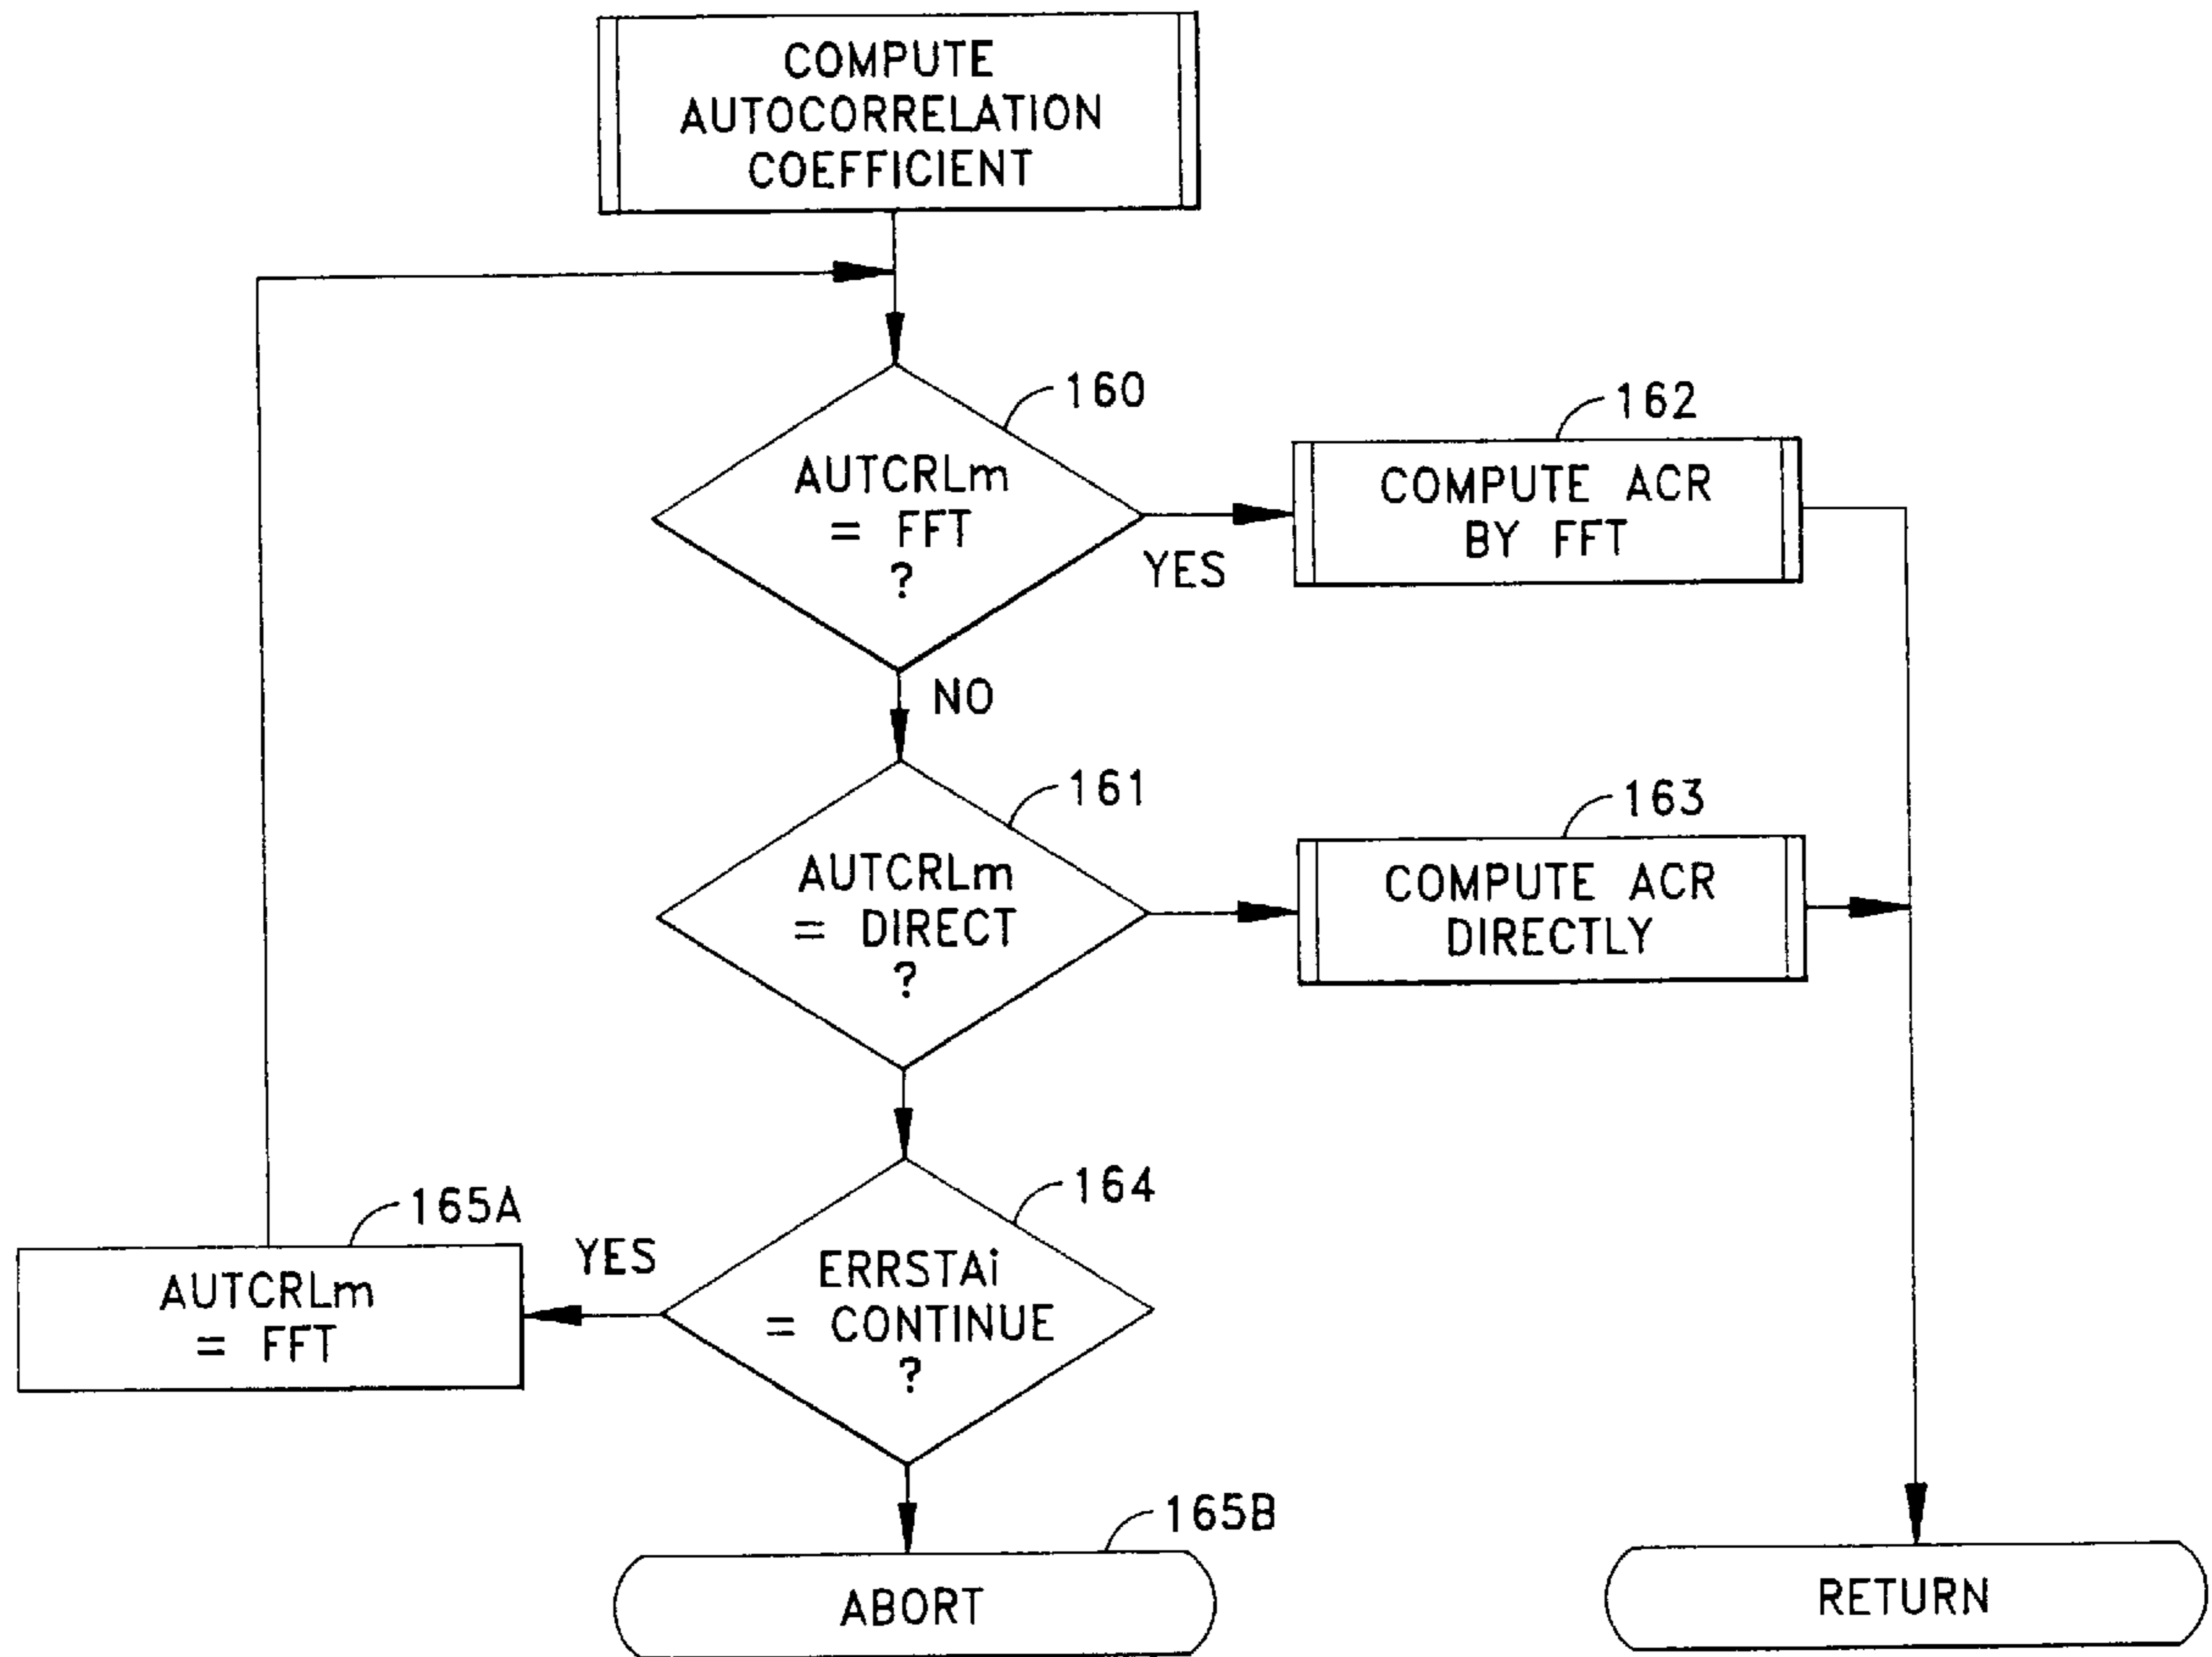 COMPUTE
AUTOCORRELATION
COEFFICIENT
160
AUTCRLm
= FFT
?
YES
162
COMPUTE ACR
BY FFT
NO
161
AUTCRLm
= DIRECT
?
163
COMPUTE ACR
DIRECTLY
164
ERRSTAi
= CONTINUE
?
YES
165A
AUTCRLm
= FFT
165B
ABORT
RETURN